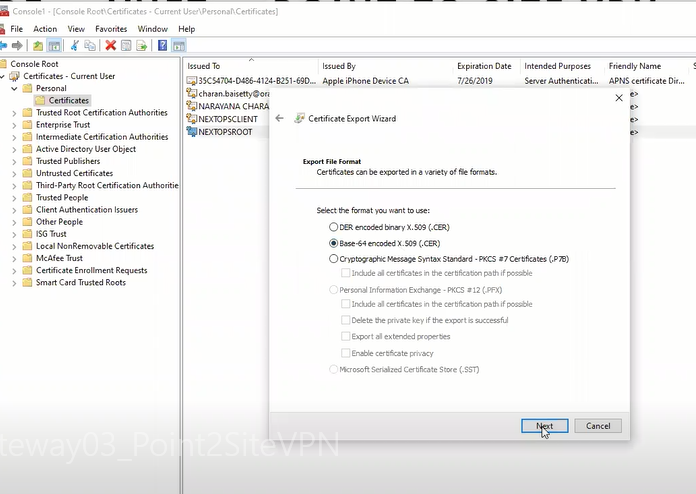 Console1 - [Console Root\Certificates - Current User\Personal\Certificates]
File Action View Favorites Window Help
Console Root
Certificates - Current User
Personal
Certificates
Trusted Root Certification Authorities
Enterprise Trust
Intermediate Certification Authorities
Active Directory User Object
Trusted Publishers
Untrusted Certificates
Third-Party Root Certification Authoritie
Trusted People
Client Authentication Issuers
Other People
ISG Trust
Local NonRemovable Certificates
McAfee Trust
Certificate Enrollment Requests
Smart Card Trusted Roots
Issued To Issued By Expiration Date Intended Purposes Friendly Name
35C54704-D486-4124-B251-69D... Apple iPhone Device CA 7/26/2019 Server Authenticati... APNS certificate Dir...
charan.baisetty@ora
NARAYANA CHARA
NEXTOPSCLIENT
NEXTOPSROOT
e>
e>
e>
e>
Certificate Export Wizard
Export File Format
Certificates can be exported in a variety of file formats.
Select the format you want to use:
DER encoded binary X.509 (.CER)
Base-64 encoded X.509 (.CER)
Cryptographic Message Syntax Standard - PKCS #7 Certificates (.P7B)
Include all certificates in the certification path if possible
Personal Information Exchange - PKCS #12 (.PFX)
Include all certificates in the certification path if possible
Delete the private key if the export is successful
Export all extended properties
Enable certificate privacy
Microsoft Serialized Certificate Store (.SST)
Next Cancel
teway03_Point2SiteVPN